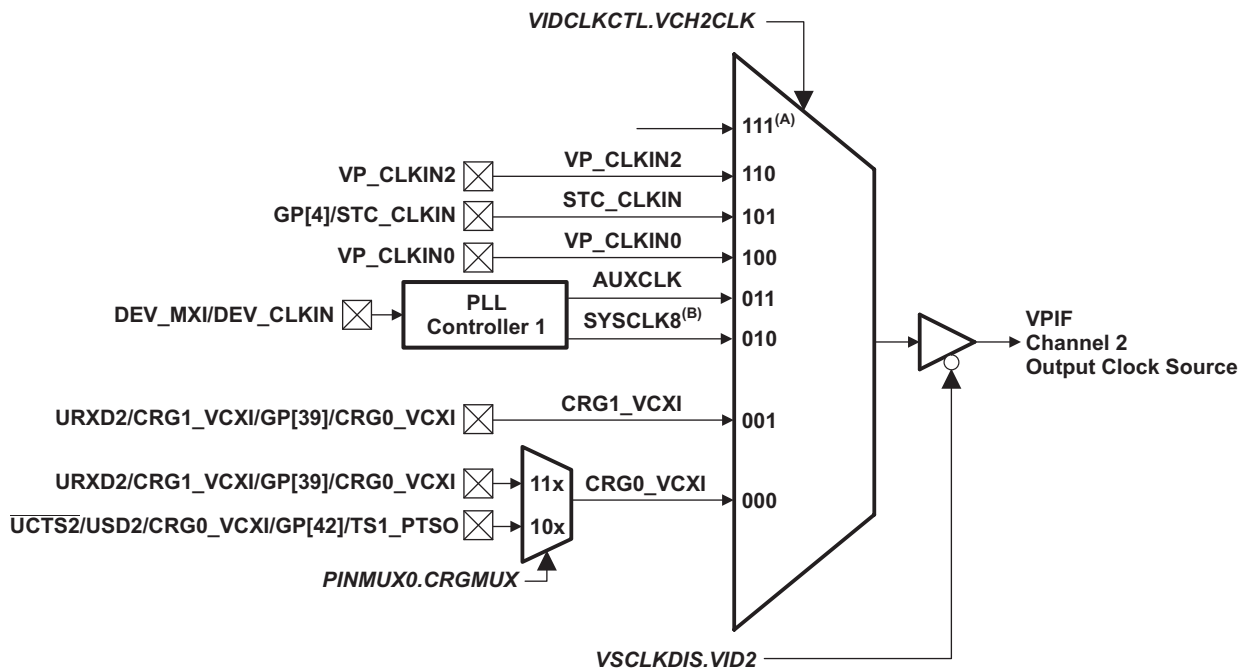 VIDCLKCTL.VCH2CLK
111(A)
VP_CLKIN2 VP_CLKIN2 110
GP[4]/STC_CLKIN STC_CLKIN 101
VP_CLKIN0 VP_CLKIN0 100
DEV_MXI/DEV_CLKIN PLL AUXCLK 011
Controller 1 SYSCLK8(B) 010
VPIF
Channel 2
Output Clock Source
URXD2/CRG1_VCXI/GP[39]/CRG0_VCXI CRG1_VCXI 001
URXD2/CRG1_VCXI/GP[39]/CRG0_VCXI 11x CRG0_VCXI 000
UCTS2/USD2/CRG0_VCXI/GP[42]/TS1_PTSO 10x
PINMUX0.CRGMUX
VSCLKDIS.VID2